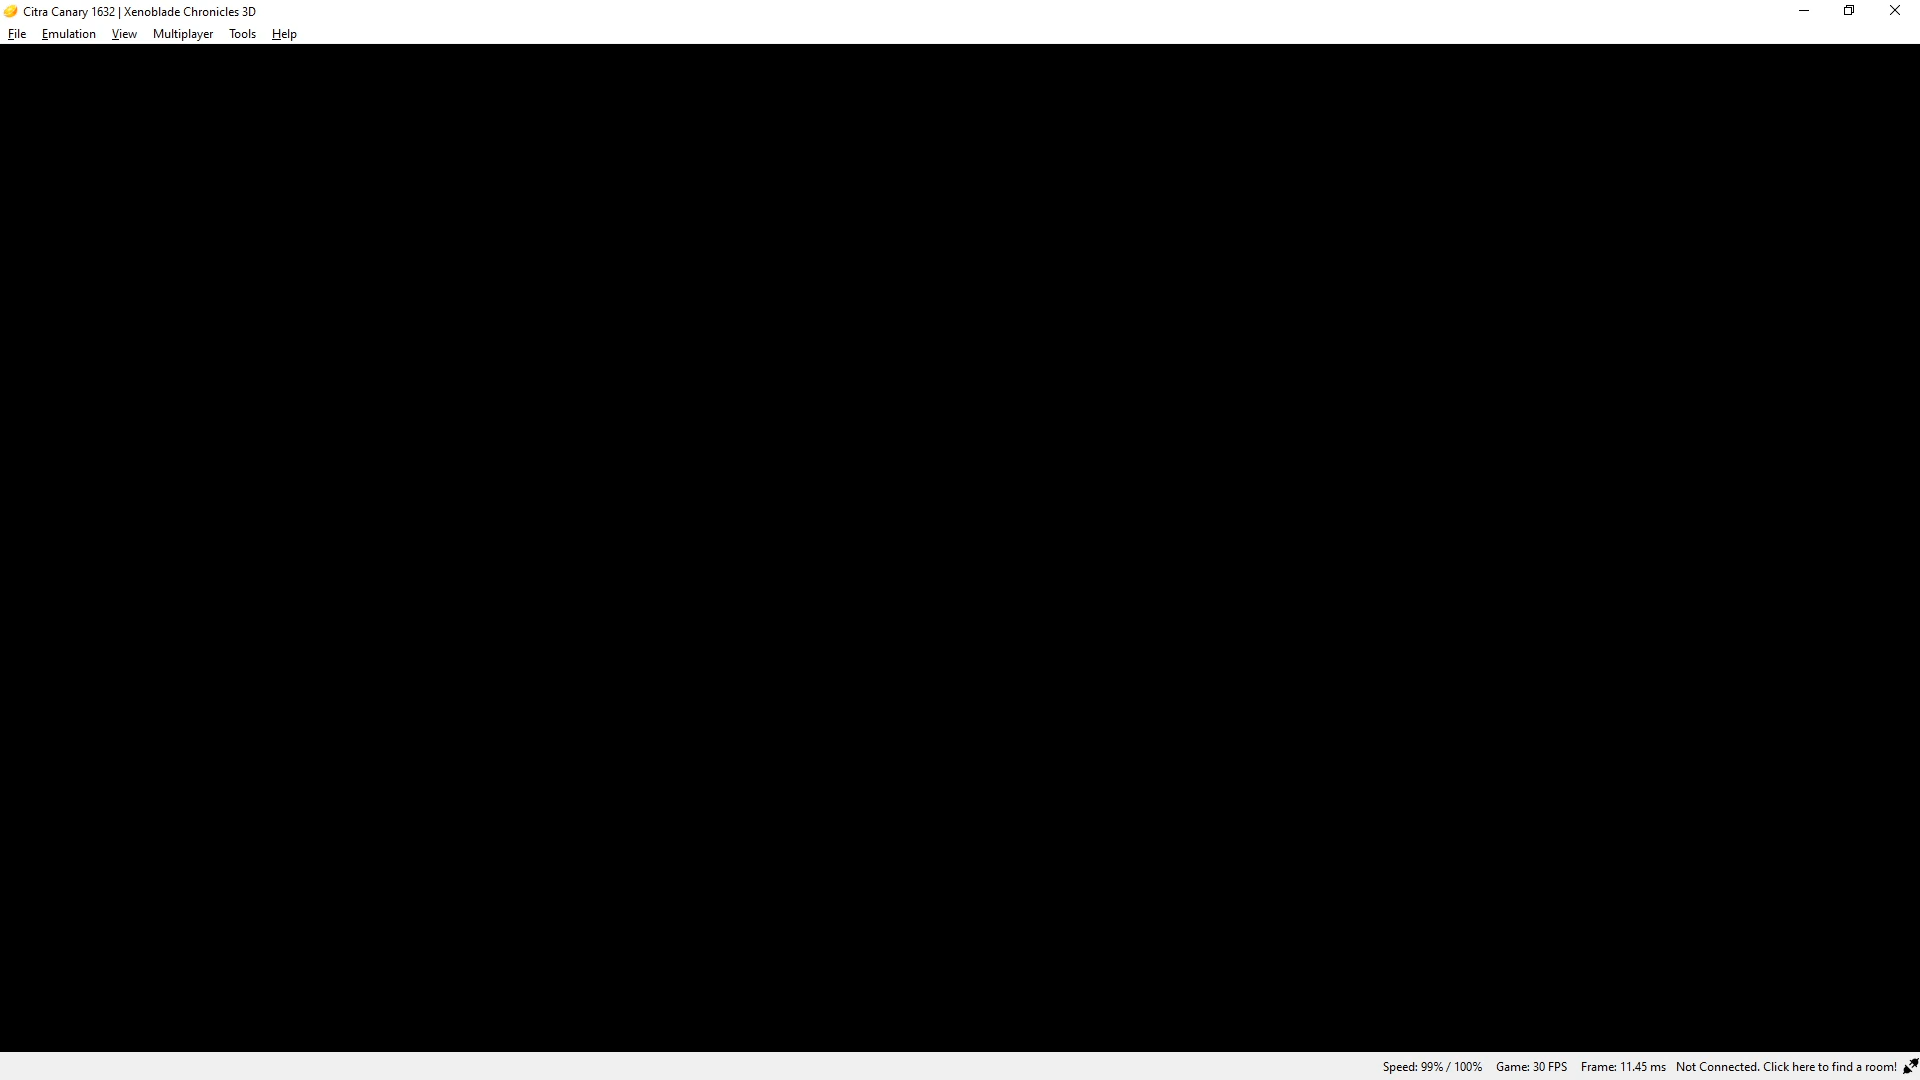 Citra Canary 1632 | Xenoblade Chronicles 3D
File Emulation View Multiplayer Tools Help
Speed: 99% / 100% Game: 30 FPS Frame: 11.45 ms Not Connected. Click here to find a room!